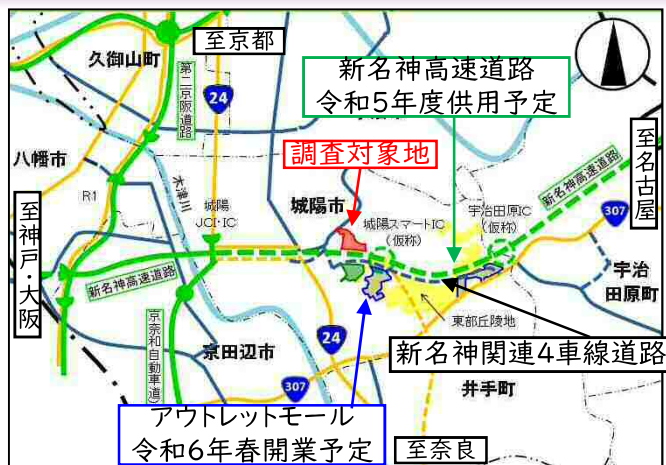 久御山町
至京都
第二京阪道路
24
新名神高速道路
令和5年度供用予定
至名古屋
八幡市
調査対象地
R1
木津川
城陽
JCT・IC
城陽市
城陽スマートIC
(仮称)
宇治田原IC
(仮称)
新名神高速道路
307
至神戸・大阪
新名神高速道路
宇治
田原町
京奈和自動車道
東部丘陵地
京田辺市
24
新名神関連4車線道路
307
井手町
アウトレットモール
令和6年春開業予定
至奈良